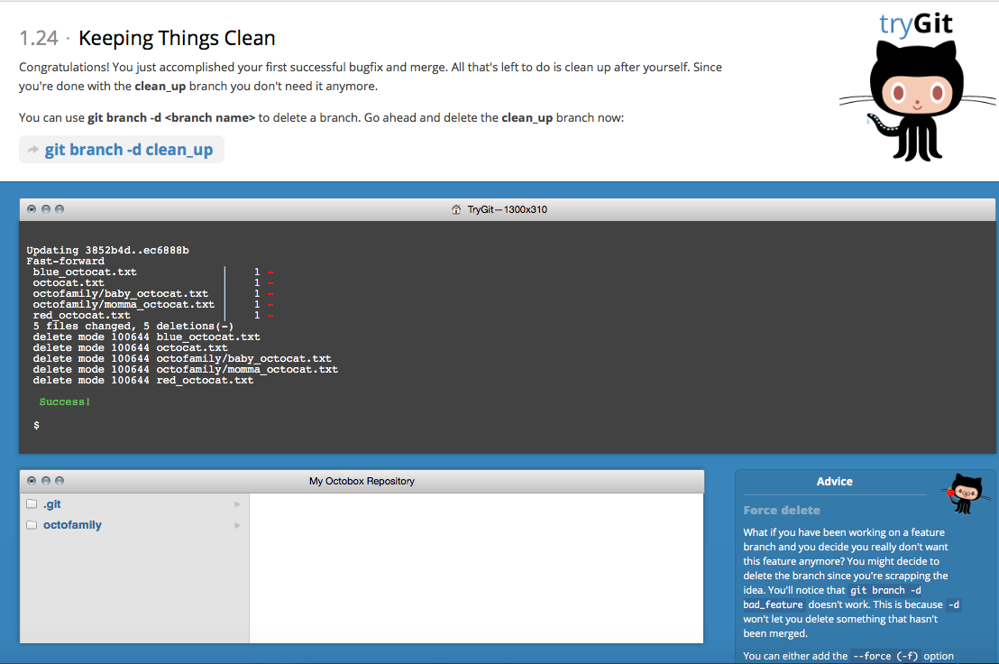 tryGit
1.24 · Keeping Things Clean
Congratulations! You just accomplished your first successful bugfix and merge. All that's left to do is clean up after yourself. Since
you're done with the clean_up branch you don't need it anymore.
You can use git branch -d <branch name> to delete a branch. Go ahead and delete the clean_up branch now:
git branch -d clean_up
TryGit—1300x310
Updating 3852b4d..ec6888b
Fast-forward
blue_octocat.txt | 1 -
octocat.txt | 1 -
octofamily/baby_octocat.txt | 1 -
octofamily/momma_octocat.txt | 1 -
red_octocat.txt | 1 -
5 files changed, 5 deletions(-)
delete mode 100644 blue_octocat.txt
delete mode 100644 octocat.txt
delete mode 100644 octofamily/baby_octocat.txt
delete mode 100644 octofamily/momma_octocat.txt
delete mode 100644 red_octocat.txt
Success!
$
My Octobox Repository
.git
octofamily
Advice
Force delete
What if you have been working on a feature
branch and you decide you really don't want
this feature anymore? You might decide to
delete the branch since you're scrapping the
idea. You'll notice that git branch -d
bad_feature doesn't work. This is because -d
won't let you delete something that hasn't
been merged.
You can either add the --force (-f) option